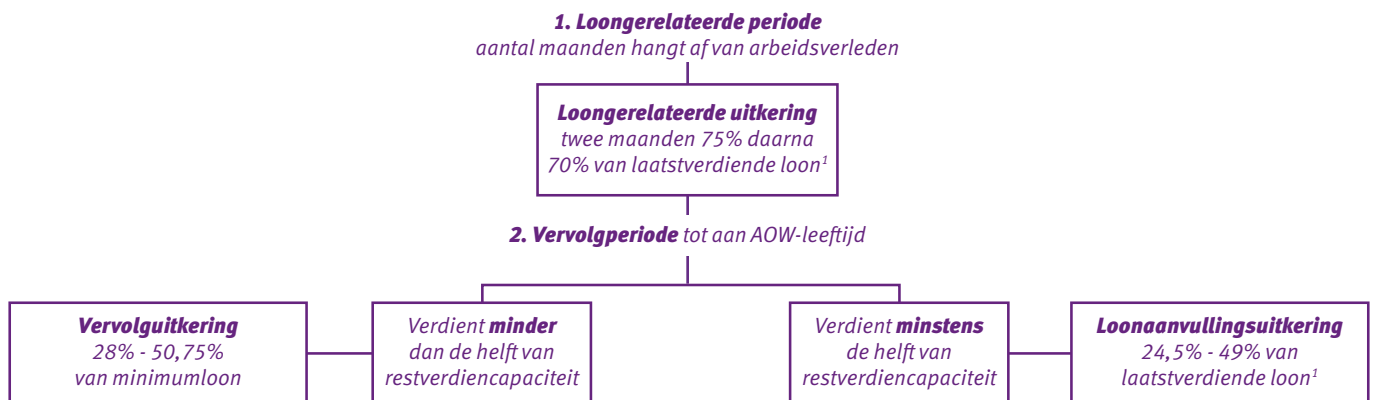 1. Loongerelateerde periode
aantal maanden hangt af van arbeidsverleden
Loongerelateerde uitkering
twee maanden 75% daarna
70% van laatstverdiende loon¹
2. Vervolgperiode tot aan AOW-leeftijd
Vervolguitkering
28% - 50,75%
van minimumloon
Verdient minder
dan de helft van
restverdiencapaciteit
Verdient minstens
de helft van
restverdiencapaciteit
Loonaanvullingsuitkering
24,5% - 49% van
laatstverdiende loon¹